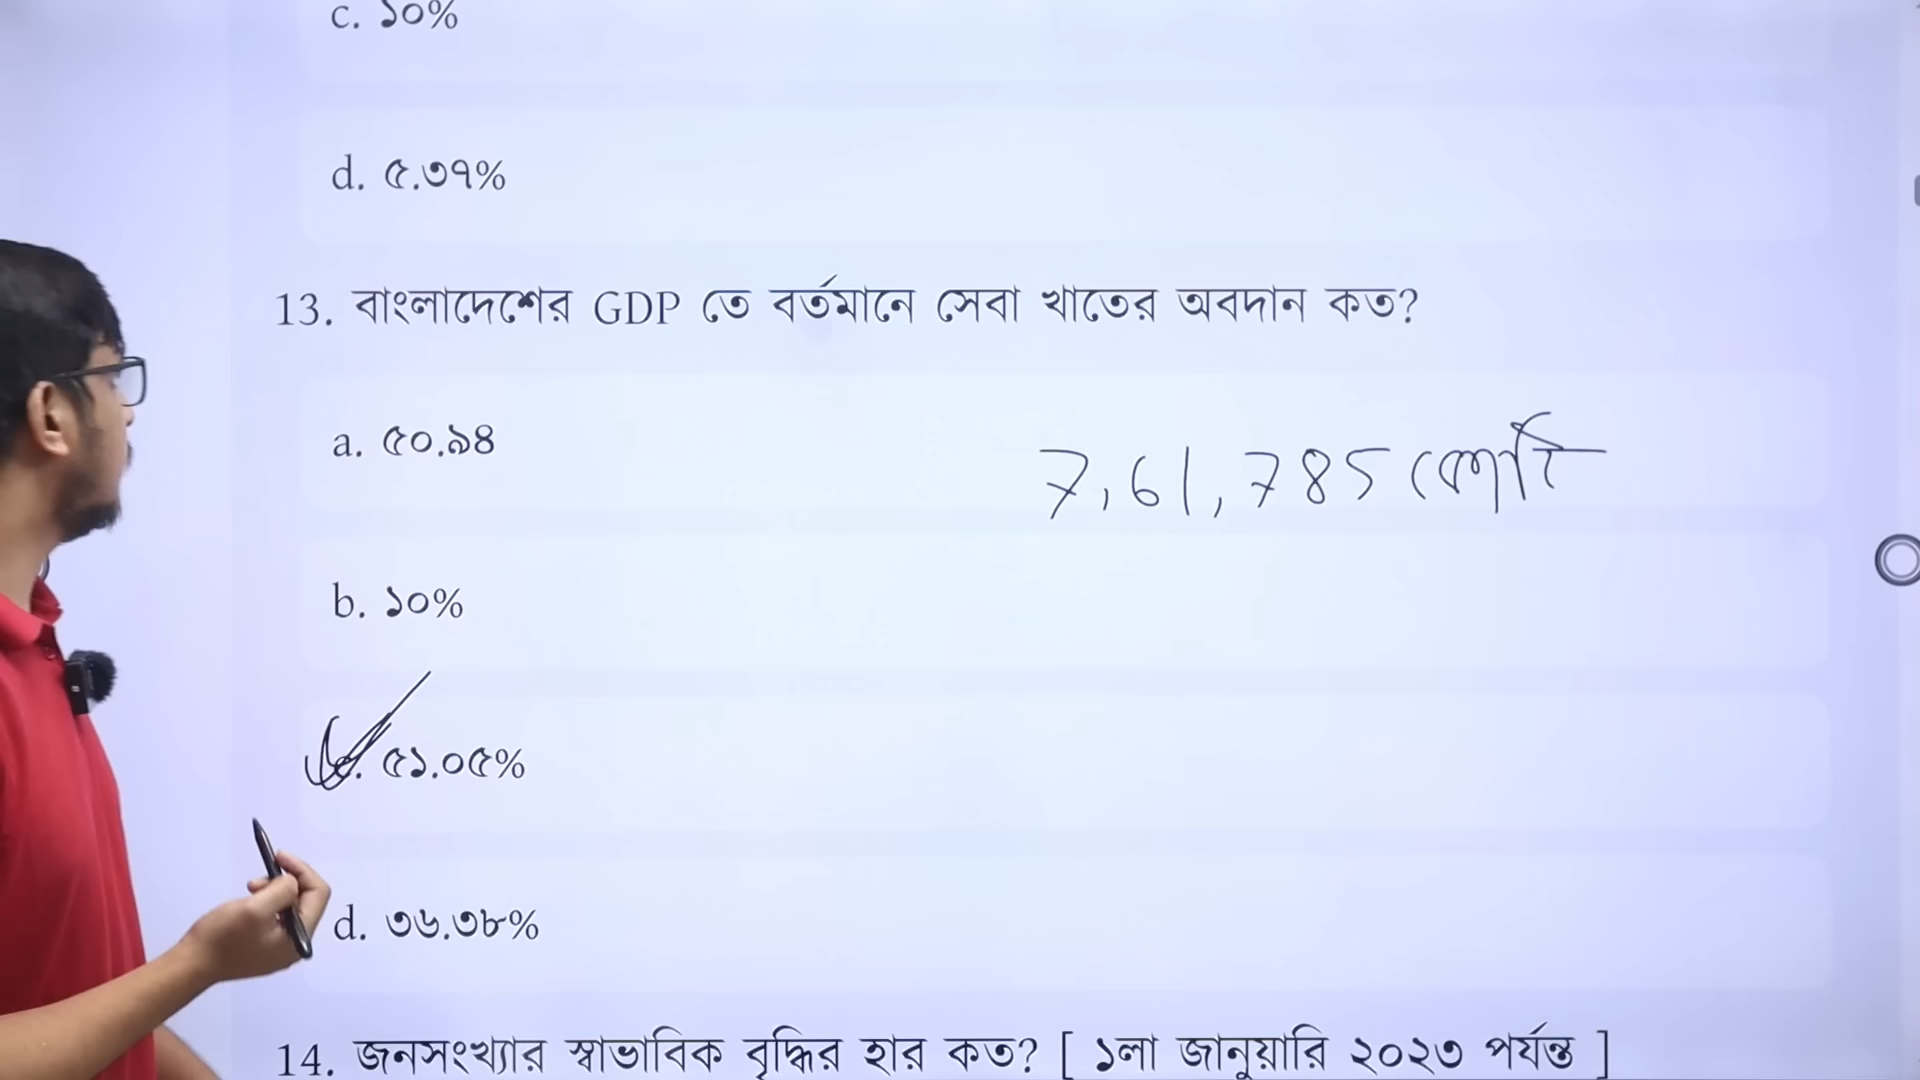 c. ১০%
d. ৫.৩৭%
13. বাংলাদেশের GDP তে বর্তমানে সেবা খাতের অবদান কত?
a. ৫০.৯৪
7,61,785 কোটি
b. ১০%
৫১.০৫%
d. ৩৬.৩৮%
14. জনসংখ্যার স্বাভাবিক বৃদ্ধির হার কত? [ ১লা জানুয়ারি ২০২৩ পর্যন্ত ]